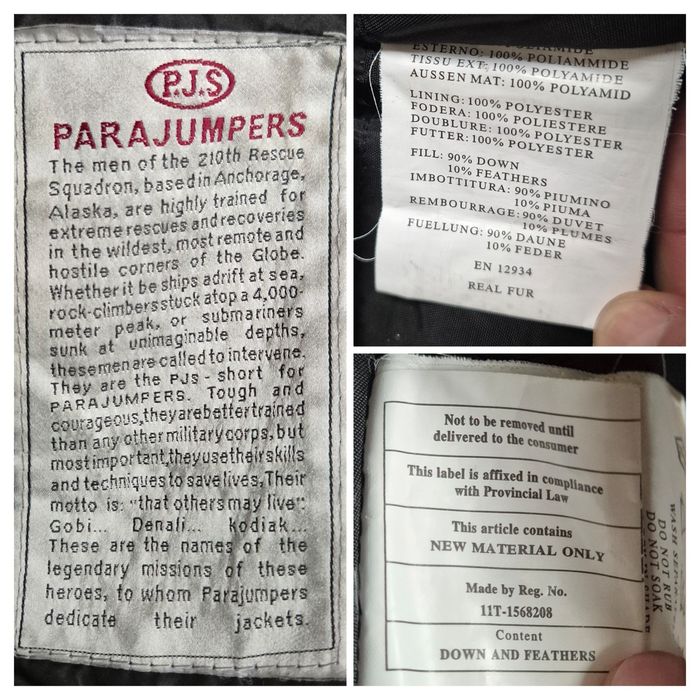 P.J.S
PARAJUMPERS
The men of the 210th Rescue
Squadron, based in Anchorage,
Alaska, are highly trained for
extreme rescues and recoveries
in the wildest, most remote and
hostile corners of the Globe.
Whether it be ships adrift at sea,
rock-climbers stuck atop a 4,000-
meter peak, or submariners
sunk at unimaginable depths,
these men are called to intervene.
They are the PJs - short for
PARAJUMPERS. Tough and
courageous, they are better trained
than any other military corps, but
most important, they use their skills
and techniques to save lives, Their
motto is: "that others may live":
Gobi... Denali... kodiak...
These are the names of the
legendary missions of these
heroes, to whom Parajumpers
dedicate their jackets.
ESTERNO: 100% POLIAMMIDE
TISSU EXT: 100% POLYAMIDE
AUSSEN MAT: 100% POLYAMID
LINING: 100% POLYESTER
FODERA: 100% POLIESTERE
DOUBLURE: 100% POLYESTER
FUTTER: 100% POLYESTER
FILL: 90% DOWN
10% FEATHERS
IMBOTTITURA: 90% PIUMINO
10% PIUMA
REMBOURRAGE: 90% DUVET
10% PLUMES
FUELLUNG: 90% DAUNE
10% FEDER
EN 12934
REAL FUR
Not to be removed until
delivered to the consumer
This label is affixed in compliance
with Provincial Law
This article contains
NEW MATERIAL ONLY
Made by Reg. No.
11T-1568208
Content
DOWN AND FEATHERS
DO NOT RUB
DO NOT SOAK